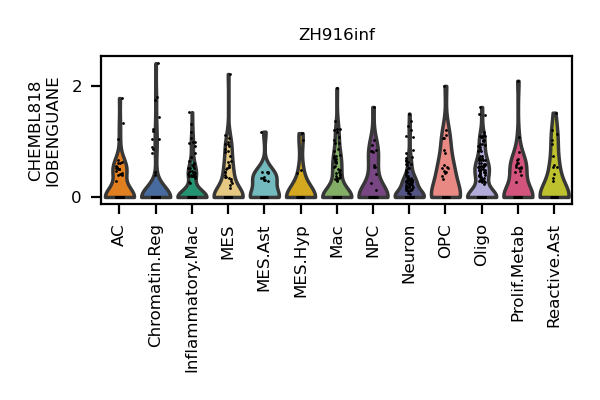 ZH916inf
CHEMBL818
IOBENGUANE
2
0
AC
Chromatin.Reg
Inflammatory.Mac
MES
MES.Ast
MES.Hyp
Mac
NPC
Neuron
OPC
Oligo
Prolif.Metab
Reactive.Ast